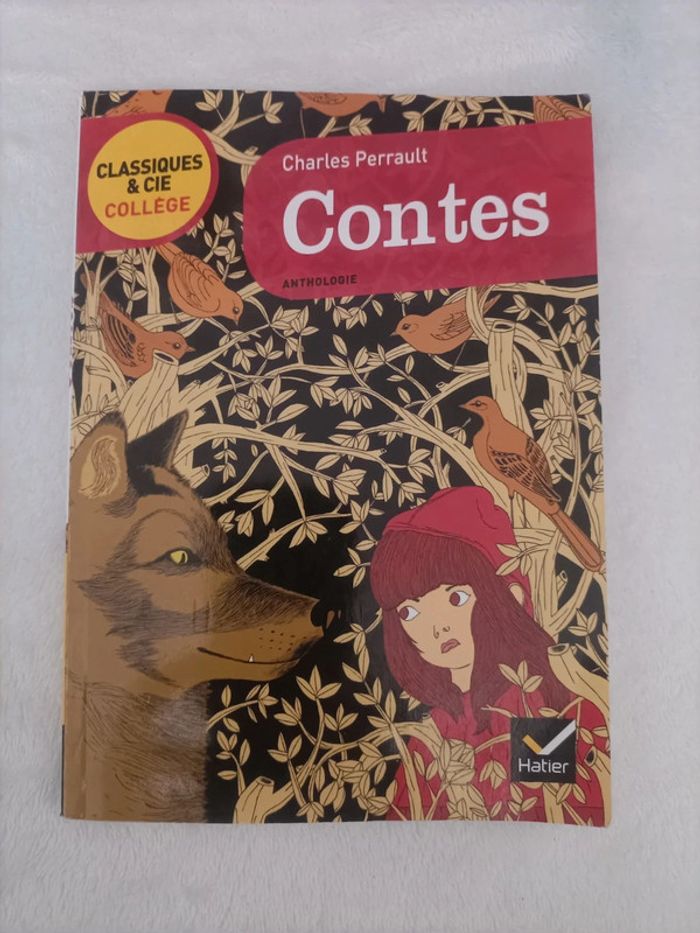 CLASSIQUES
& CIE
COLLÈGE
Charles Perrault
Contes
ANTHOLOGIE
Hatier